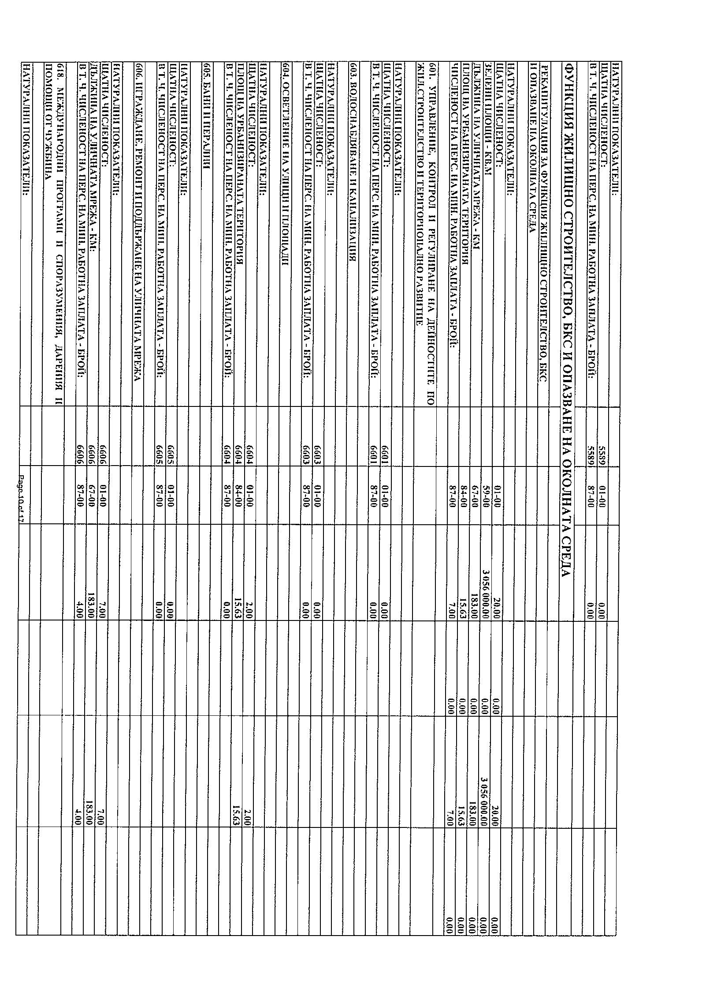 НАТУРАЛНИ ПОКАЗАТЕЛИ:
ЩАТНА ЧИСЛЕНОСТ: 5589 01-00 0.00
В Т. Ч. ЧИСЛЕНОСТ НА ПЕРС. НА МИН. РАБОТНА ЗАПЛАТА - БРОЙ: 5589 87-00 0.00
ФУНКЦИЯ ЖИЛИЩНО СТРОИТЕЛСТВО, БКС И ОПАЗВАНЕ НА ОКОЛНАТА СРЕДА
РЕКАПИТУЛАЦИЯ ЗА ФУНКЦИЯ ЖИЛИЩНО СТРОИТЕЛСТВО, БКС
И ОПАЗВАНЕ НА ОКОЛНАТА СРЕДА
НАТУРАЛНИ ПОКАЗАТЕЛИ:
ЩАТНА ЧИСЛЕНОСТ: 01-00 20.00 0.00 20.00 0.00
ЗЕЛЕНИ ПЛОЩИ - КВ.М 59-00 3 056 000.00 0.00 3 056 000.00 0.00
ДЪЛЖИНА НА УЛИЧНАТА МРЕЖА - КМ 67-00 183.00 0.00 183.00 0.00
ПЛОЩ НА УРБАНИЗИРАНАТА ТЕРИТОРИЯ 84-00 15.63 0.00 15.63 0.00
ЧИСЛЕНОСТ НА ПЕРС. НА МИН. РАБОТНА ЗАПЛАТА - БРОЙ: 87-00 7.00 0.00 7.00 0.00
601. УПРАВЛЕНИЕ, КОНТРОЛ И РЕГУЛИРАНЕ НА ДЕЙНОСТИТЕ ПО
ЖИЛ.СТРОИТЕЛСТВО И ТЕРИТОРИОНАЛНО РАЗВИТИЕ
НАТУРАЛНИ ПОКАЗАТЕЛИ:
ЩАТНА ЧИСЛЕНОСТ: 6601 01-00 0.00
В Т. Ч. ЧИСЛЕНОСТ НА ПЕРС. НА МИН. РАБОТНА ЗАПЛАТА - БРОЙ: 6601 87-00 0.00
603. ВОДОСНАБДЯВАНЕ И КАНАЛИЗАЦИЯ
НАТУРАЛНИ ПОКАЗАТЕЛИ:
ЩАТНА ЧИСЛЕНОСТ: 6603 01-00 0.00
В Т. Ч. ЧИСЛЕНОСТ НА ПЕРС. НА МИН. РАБОТНА ЗАПЛАТА - БРОЙ: 6603 87-00 0.00
604. ОСВЕТЛЕНИЕ НА УЛИЦИ И ПЛОЩАДИ
НАТУРАЛНИ ПОКАЗАТЕЛИ:
ЩАТНА ЧИСЛЕНОСТ: 6604 01-00 2.00 2.00
ПЛОЩ НА УРБАНИЗИРАНАТА ТЕРИТОРИЯ 6604 84-00 15.63 15.63
В Т. Ч. ЧИСЛЕНОСТ НА ПЕРС. НА МИН. РАБОТНА ЗАПЛАТА - БРОЙ: 6604 87-00 0.00
605. БАНИ И ПЕРАЛНИ
НАТУРАЛНИ ПОКАЗАТЕЛИ:
ЩАТНА ЧИСЛЕНОСТ: 6605 01-00 0.00
В Т. Ч. ЧИСЛЕНОСТ НА ПЕРС. НА МИН. РАБОТНА ЗАПЛАТА - БРОЙ: 6605 87-00 0.00
606. ИГРАЖДАНЕ, РЕМОНТ И ПОДДЪРЖАНЕ НА УЛИЧНАТА МРЕЖА
НАТУРАЛНИ ПОКАЗАТЕЛИ:
ЩАТНА ЧИСЛЕНОСТ: 6606 01-00 7.00 7.00
ДЪЛЖИНА НА УЛИЧНАТА МРЕЖА - КМ: 6606 67-00 183.00 183.00
В Т. Ч. ЧИСЛЕНОСТ НА ПЕРС. НА МИН. РАБОТНА ЗАПЛАТА - БРОЙ: 6606 87-00 4.00 4.00
618. МЕЖДУНАРОДНИ ПРОГРАМИ И СПОРАЗУМЕНИЯ, ДАРЕНИЯ И
ПОМОЩИ ОТ ЧУЖБИНА
НАТУРАЛНИ ПОКАЗАТЕЛИ:
Page 10 of 17